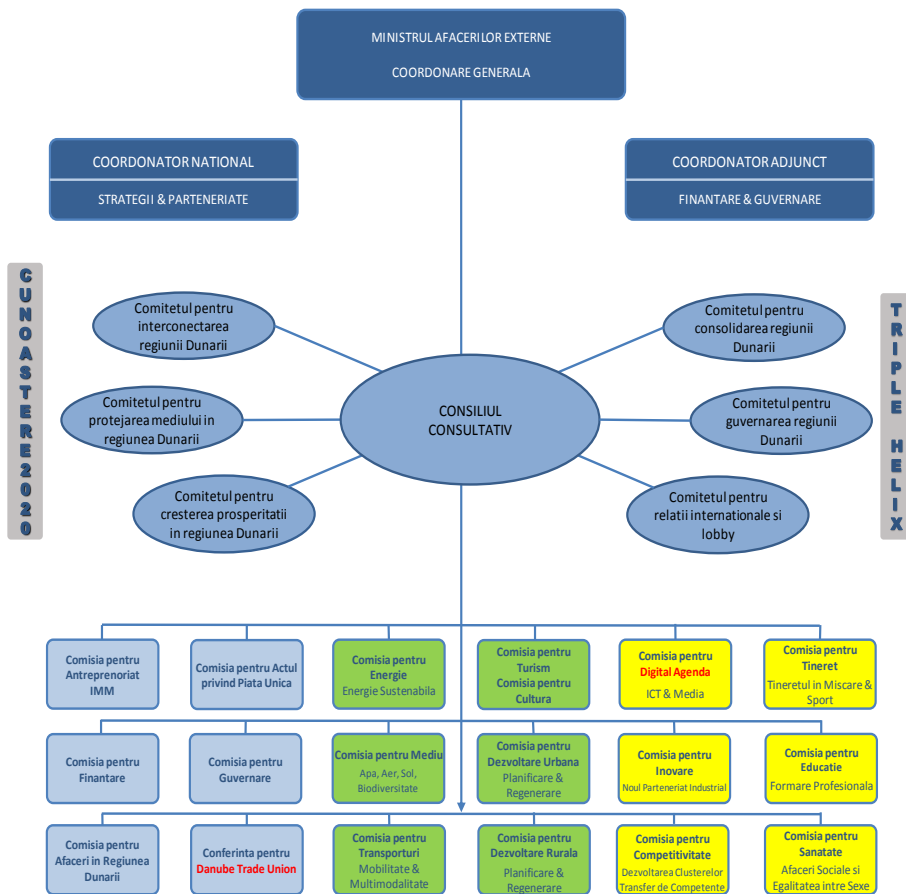 MINISTRUL AFACERILOR EXTERNE
COORDONARE GENERALA
COORDONATOR NATIONAL
STRATEGII & PARTENERIATE
COORDONATOR ADJUNCT
FINANTARE & GUVERNARE
CUNOASTERE2020
TRIPLE HELIX
Comitetul pentru
interconectarea
regiunii Dunarii
Comitetul pentru
consolidarea regiunii
Dunarii
Comitetul pentru
protejarea mediului in
regiunea Dunarii
CONSILIUL
CONSULTATIV
Comitetul pentru
guvernarea regiunii
Dunarii
Comitetul pentru
cresterea prosperitatii
in regiunea Dunarii
Comitetul pentru
relatii internationale si
lobby
Comisia pentru
Antreprenoriat
IMM
Comisia pentru Actul
privind Piata Unica
Comisia pentru
Energie
Energie Sustenabila
Comisia pentru
Turism
Comisia pentru
Cultura
Comisia pentru
Digital Agenda
ICT & Media
Comisia pentru
Tineret
Tineretul in Miscare &
Sport
Comisia pentru
Finantare
Comisia pentru
Guvernare
Comisia pentru Mediu
Apa, Aer, Sol,
Biodiversitate
Comisia pentru
Dezvoltare Urbana
Planificare &
Regenerare
Comisia pentru
Inovare
Noul Parteneriat Industrial
Comisia pentru
Educatie
Formare Profesionala
Comisia pentru
Afaceri in Regiunea
Dunarii
Conferinta pentru
Danube Trade Union
Comisia pentru
Transporturi
Mobilitate &
Multimodalitate
Comisia pentru
Dezvoltare Rurala
Planificare &
Regenerare
Comisia pentru
Competitivitate
Dezvoltarea Clusterelor
Transfer de Competente
Comisia pentru
Sanatate
Afaceri Sociale si
Egalitatea intre Sexe